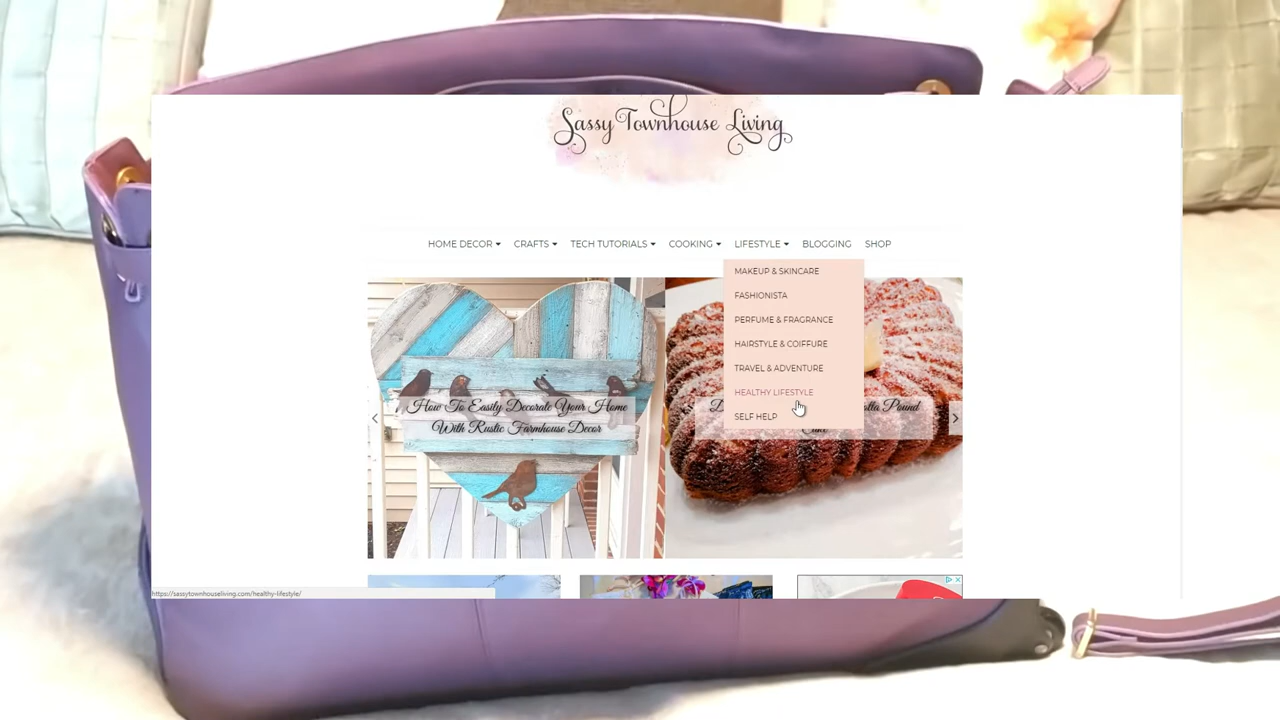 Sassy Townhouse Living
HOME DECOR CRAFTS TECH TUTORIALS COOKING LIFESTYLE BLOGGING SHOP
MAKEUP & SKINCARE
FASHIONISTA
PERFUME & FRAGRANCE
HAIRSTYLE & COIFFURE
TRAVEL & ADVENTURE
HEALTHY LIFESTYLE
SELF HELP
How To Easily Decorate Your Home
With Rustic Farmhouse Decor
Pound
Cake
https://sassytownhouseliving.com/healthy-lifestyle/